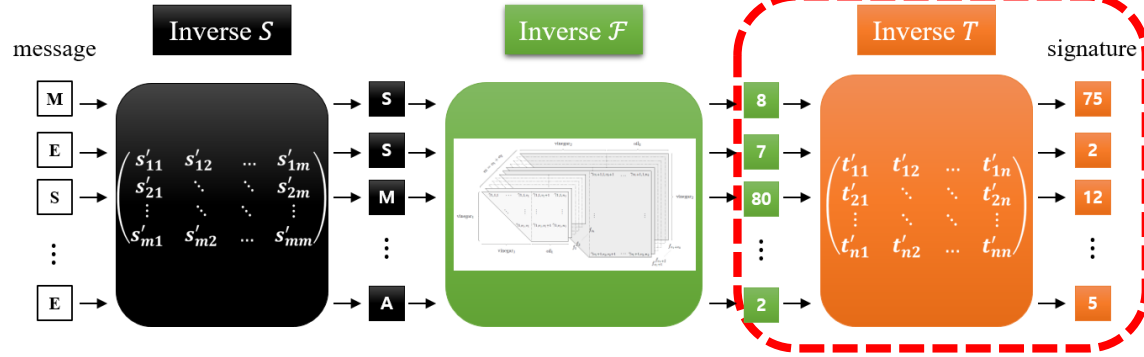 Inverse S
Inverse ℱ
Inverse T
message
signature
M
S
8
75
E
S
7
2
S
M
80
12
⋮
⋮
⋮
⋮
E
A
2
5
s′11 s′12 … s′1m
s′21 ⋱ ⋱ s′2m
⋮ ⋱ ⋱ ⋮
s′m1 s′m2 … s′mm
t′11 t′12 … t′1n
t′21 ⋱ ⋱ t′2n
⋮ ⋱ ⋱ ⋮
t′n1 t′n2 … t′nn